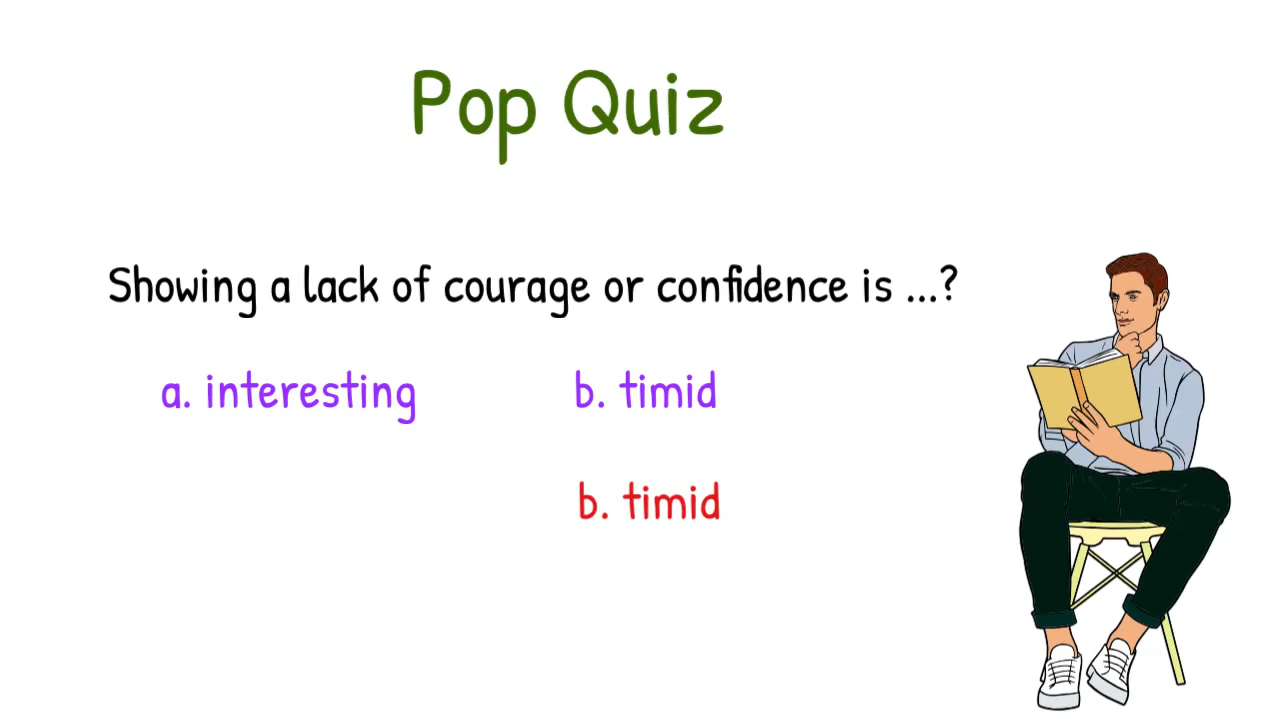 Pop Quiz
Showing a lack of courage or confidence is ...?
a. interesting b. timid
b. timid